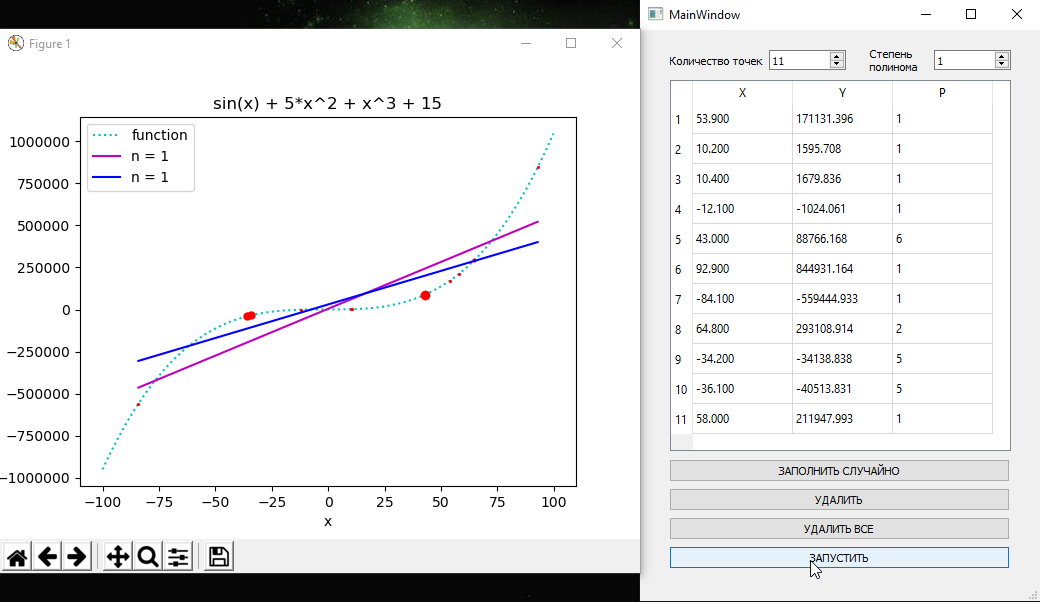 Figure 1
sin(x) + 5*x^2 + x^3 + 15
function
n = 1
n = 1
1000000
750000
500000
250000
0
−250000
−500000
−750000
−1000000
−100 −75 −50 −25 0 25 50 75 100
x
MainWindow
Количество точек 11
Степень
полинома
1
X Y P
1 53.900 171131.396 1
2 10.200 1595.708 1
3 10.400 1679.836 1
4 -12.100 -1024.061 1
5 43.000 88766.168 6
6 92.900 844931.164 1
7 -84.100 -559444.933 1
8 64.800 293108.914 2
9 -34.200 -34138.838 5
10 -36.100 -40513.831 5
11 58.000 211947.993 1
ЗАПОЛНИТЬ СЛУЧАЙНО
УДАЛИТЬ
УДАЛИТЬ ВСЕ
ЗАПУСТИТЬ